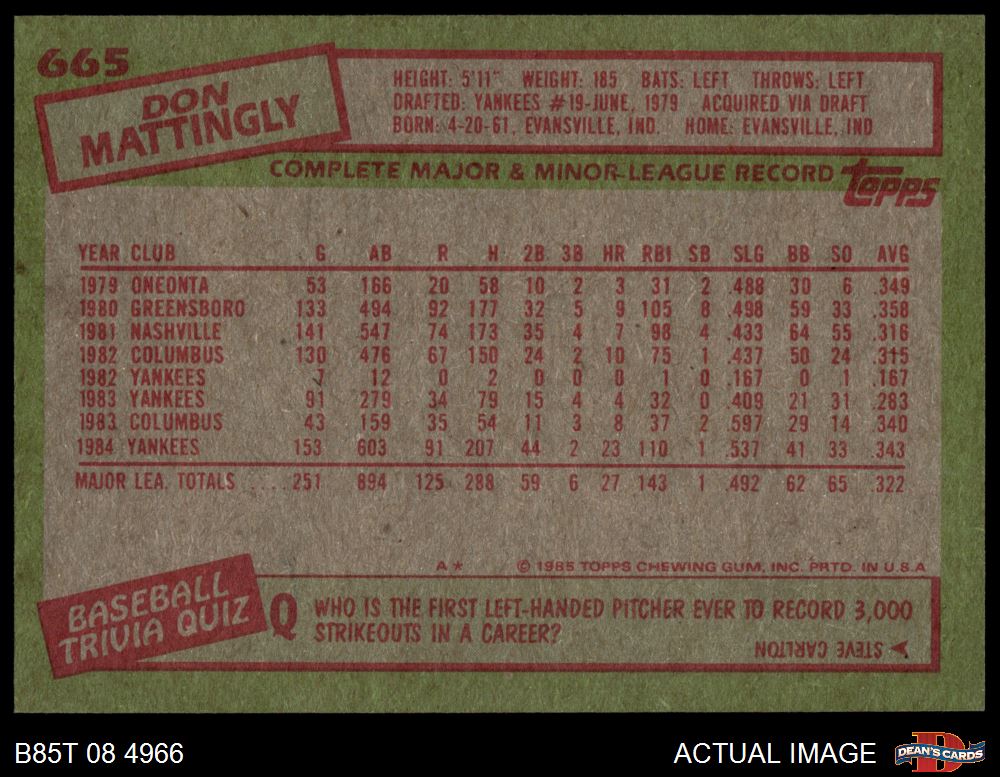 665
DON
MATTINGLY
HEIGHT: 5'11" WEIGHT: 185 BATS: LEFT THROWS: LEFT
DRAFTED: YANKEES #19-JUNE, 1979 ACQUIRED VIA DRAFT
BORN: 4-20-61, EVANSVILLE, IND. HOME: EVANSVILLE, IND
COMPLETE MAJOR & MINOR-LEAGUE RECORD
topps
YEAR CLUB G AB R H 2B 3B HR RBI SB SLG BB SO AVG
1979 ONEONTA 53 166 20 58 10 2 3 31 2 .488 30 6 .349
1980 GREENSBORO 133 494 92 177 32 5 9 105 8 .498 59 33 .358
1981 NASHVILLE 141 547 74 173 35 4 7 98 4 .433 64 55 .316
1982 COLUMBUS 130 476 67 150 24 2 10 75 1 .437 50 24 .315
1982 YANKEES 7 12 0 2 0 0 0 1 0 .167 0 1 .167
1983 YANKEES 91 279 34 79 15 4 4 32 0 .409 21 31 .283
1983 COLUMBUS 43 159 35 54 11 3 8 37 2 .597 29 14 .340
1984 YANKEES 153 603 91 207 44 2 23 110 1 .537 41 33 .343
MAJOR LEA. TOTALS .... 251 894 125 288 59 6 27 143 1 .492 62 65 .322
A* © 1985 TOPPS CHEWING GUM, INC. PRTD. IN U.S.A
BASEBALL
TRIVIA QUIZ
Q WHO IS THE FIRST LEFT-HANDED PITCHER EVER TO RECORD 3,000
STRIKEOUTS IN A CAREER?
STEVE CARLTON
B85T 08 4966
ACTUAL IMAGE
DEAN'S CARDS